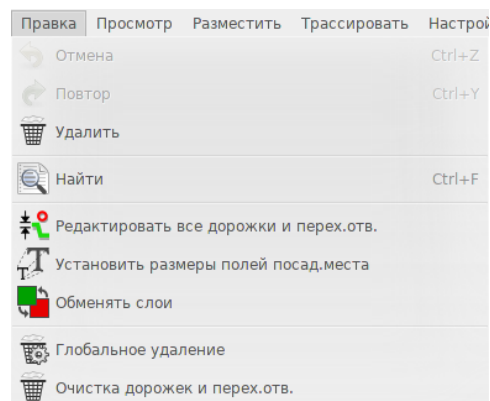 Правка Просмотр Разместить Трассировать Настрой
Отмена Ctrl+Z
Повтор Ctrl+Y
Удалить
Найти Ctrl+F
Редактировать все дорожки и перех.отв.
Установить размеры полей посад.места
Обменять слои
Глобальное удаление
Очистка дорожек и перех.отв.